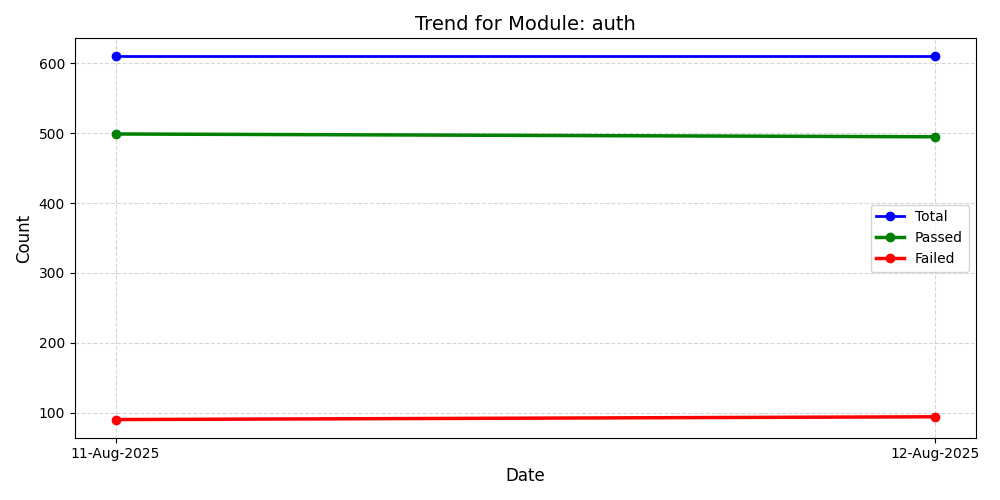 Trend for Module: auth
600
500
400
300
200
100
Count
Total
Passed
Failed
11-Aug-2025
12-Aug-2025
Date